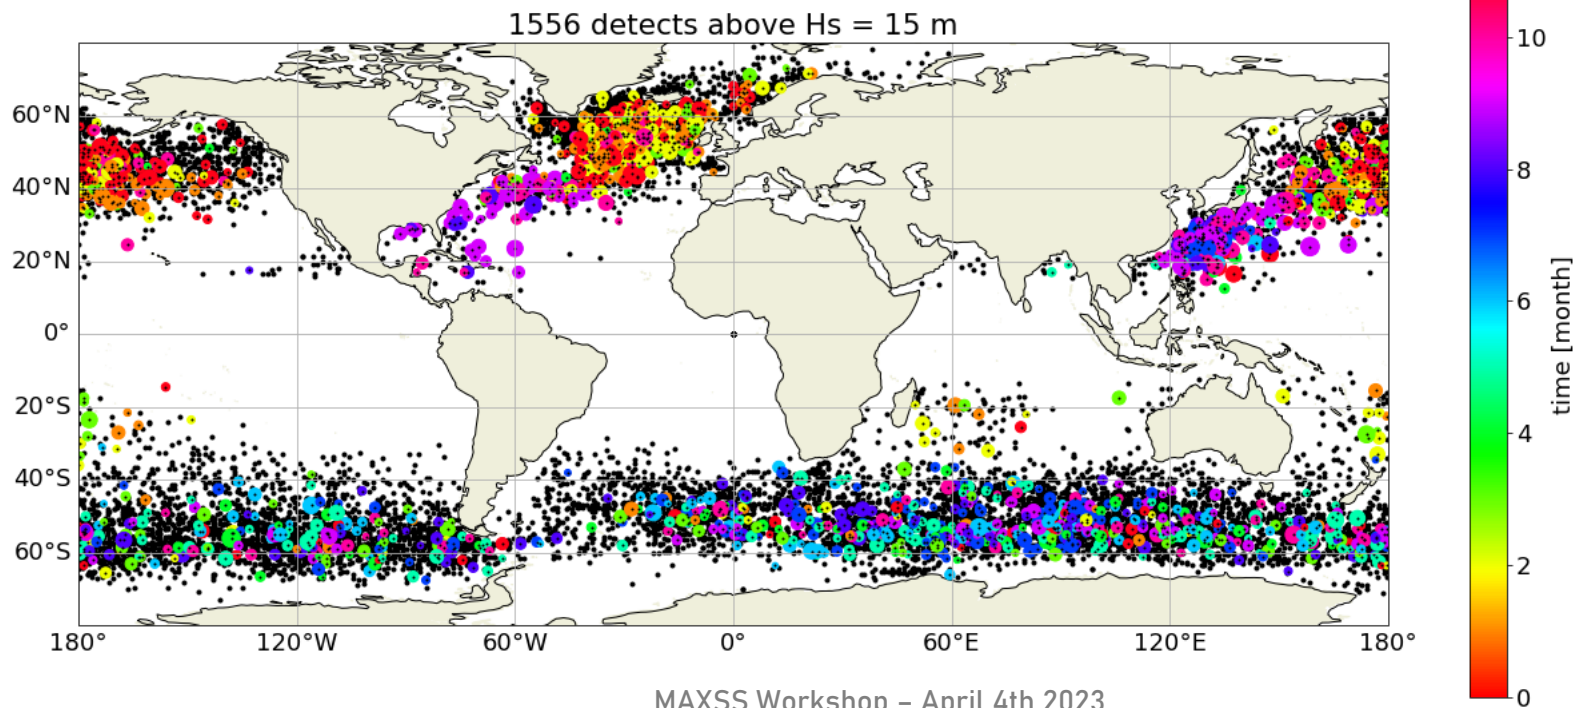 1556 detects above Hs = 15 m
60°N
40°N
20°N
0°
20°S
40°S
60°S
180°
120°W
60°W
0°
60°E
120°E
180°
10
8
6
4
2
0
time [month]
MAXSS Workshop – April 4th 2023